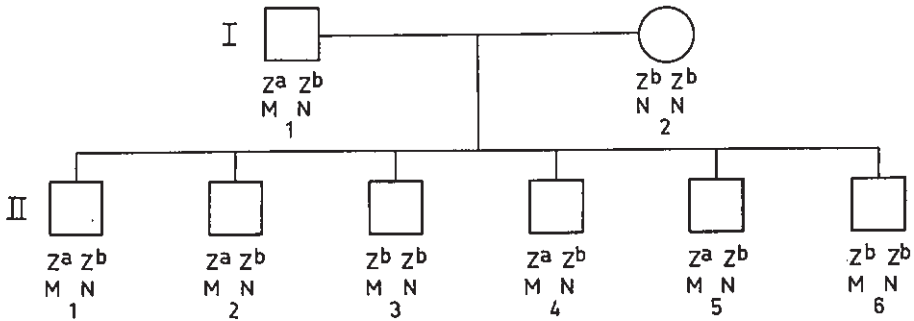 I
Zᵃ Zᵇ Zᵇ Zᵇ
M N N N
1 2
II
Zᵃ Zᵇ Zᵃ Zᵇ Zᵇ Zᵇ Zᵃ Zᵇ Zᵃ Zᵇ Zᵇ Zᵇ
M N M N M N M N M N M N
1 2 3 4 5 6